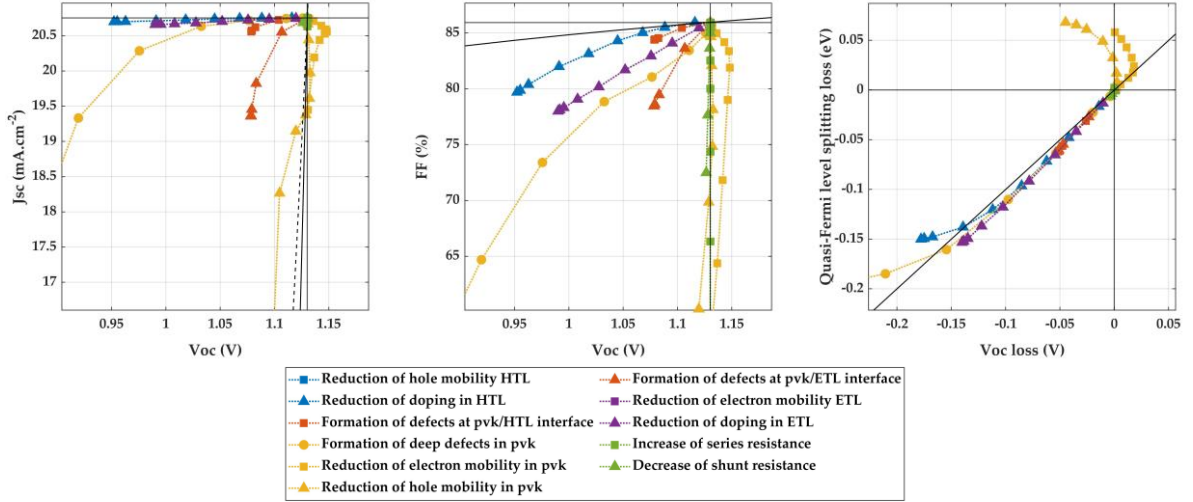 20.5
20
19.5
19
18.5
18
17.5
17
0.95
1
1.05
1.1
1.15
Jsc (mA.cm-2)
Voc (V)
85
80
75
70
65
0.95
1
1.05
1.1
1.15
FF (%)
Voc (V)
0.05
0
-0.05
-0.1
-0.15
-0.2
-0.2
-0.15
-0.1
-0.05
0
0.05
Quasi-Fermi level splitting loss (eV)
Voc loss (V)
Reduction of hole mobility HTL
Reduction of doping in HTL
Formation of defects at pvk/HTL interface
Formation of deep defects in pvk
Reduction of electron mobility in pvk
Reduction of hole mobility in pvk
Formation of defects at pvk/ETL interface
Reduction of electron mobility ETL
Reduction of doping in ETL
Increase of series resistance
Decrease of shunt resistance